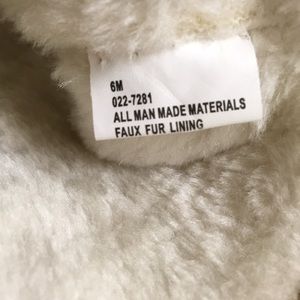 6M
022-7281
ALL MAN MADE MATERIALS
FAUX FUR LINING